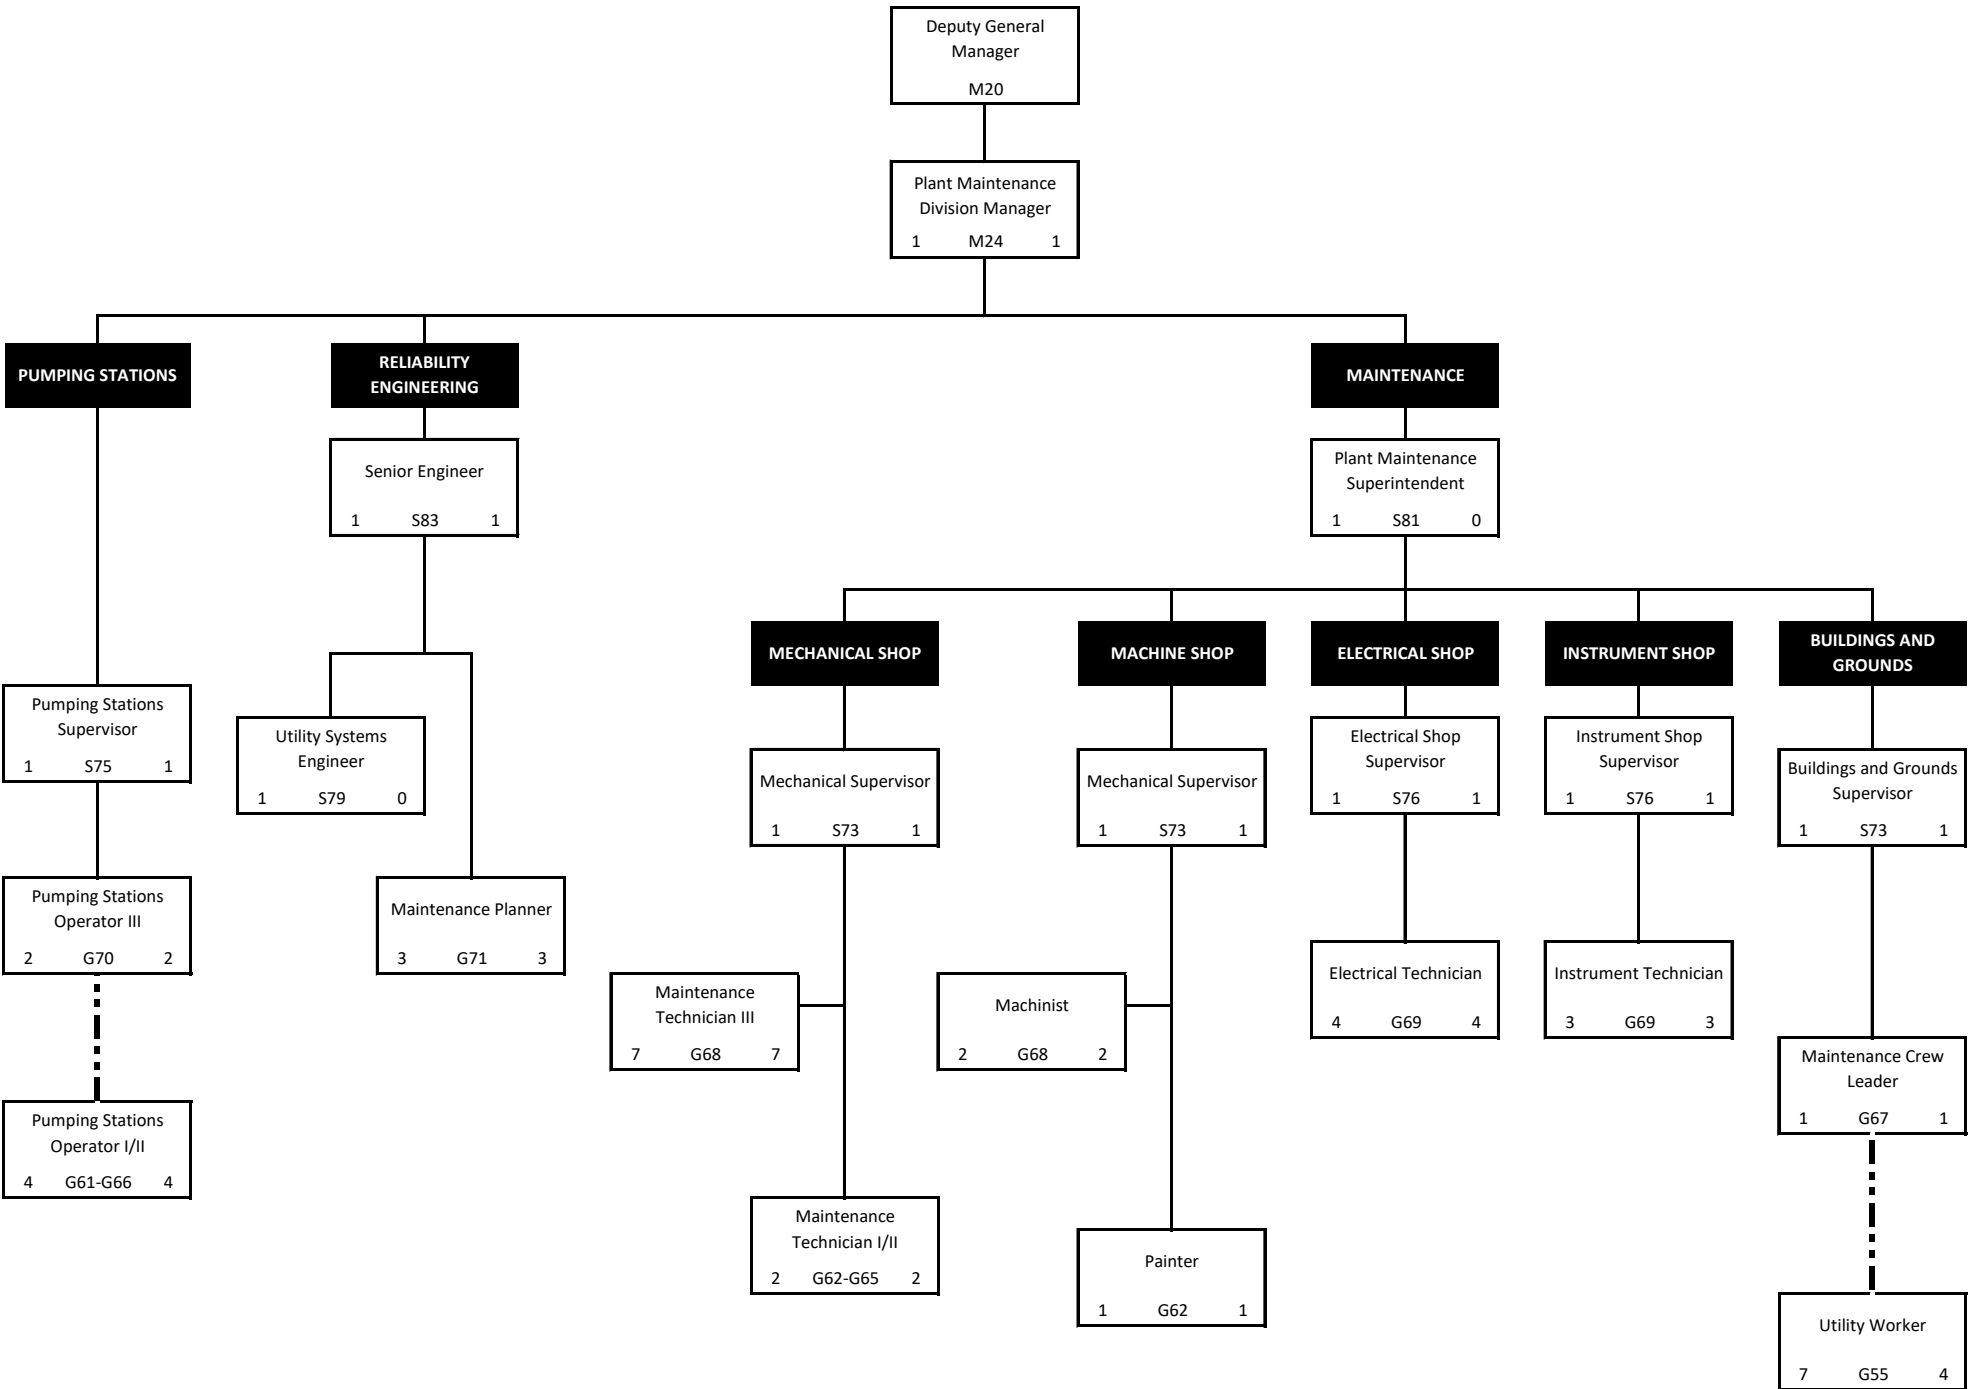 Deputy General
Manager
M20
Plant Maintenance
Division Manager
1 M24 1
PUMPING STATIONS
RELIABILITY
ENGINEERING
MAINTENANCE
Senior Engineer
1 S83 1
Plant Maintenance
Superintendent
1 S81 0
MECHANICAL SHOP
MACHINE SHOP
ELECTRICAL SHOP
INSTRUMENT SHOP
BUILDINGS AND
GROUNDS
Pumping Stations
Supervisor
1 S75 1
Utility Systems
Engineer
1 S79 0
Mechanical Supervisor
1 S73 1
Mechanical Supervisor
1 S73 1
Electrical Shop
Supervisor
1 S76 1
Instrument Shop
Supervisor
1 S76 1
Buildings and Grounds
Supervisor
1 S73 1
Pumping Stations
Operator III
2 G70 2
Maintenance Planner
3 G71 3
Maintenance
Technician III
7 G68 7
Machinist
2 G68 2
Electrical Technician
4 G69 4
Instrument Technician
3 G69 3
Maintenance Crew
Leader
1 G67 1
Pumping Stations
Operator I/II
4 G61-G66 4
Maintenance
Technician I/II
2 G62-G65 2
Painter
1 G62 1
Utility Worker
7 G55 4